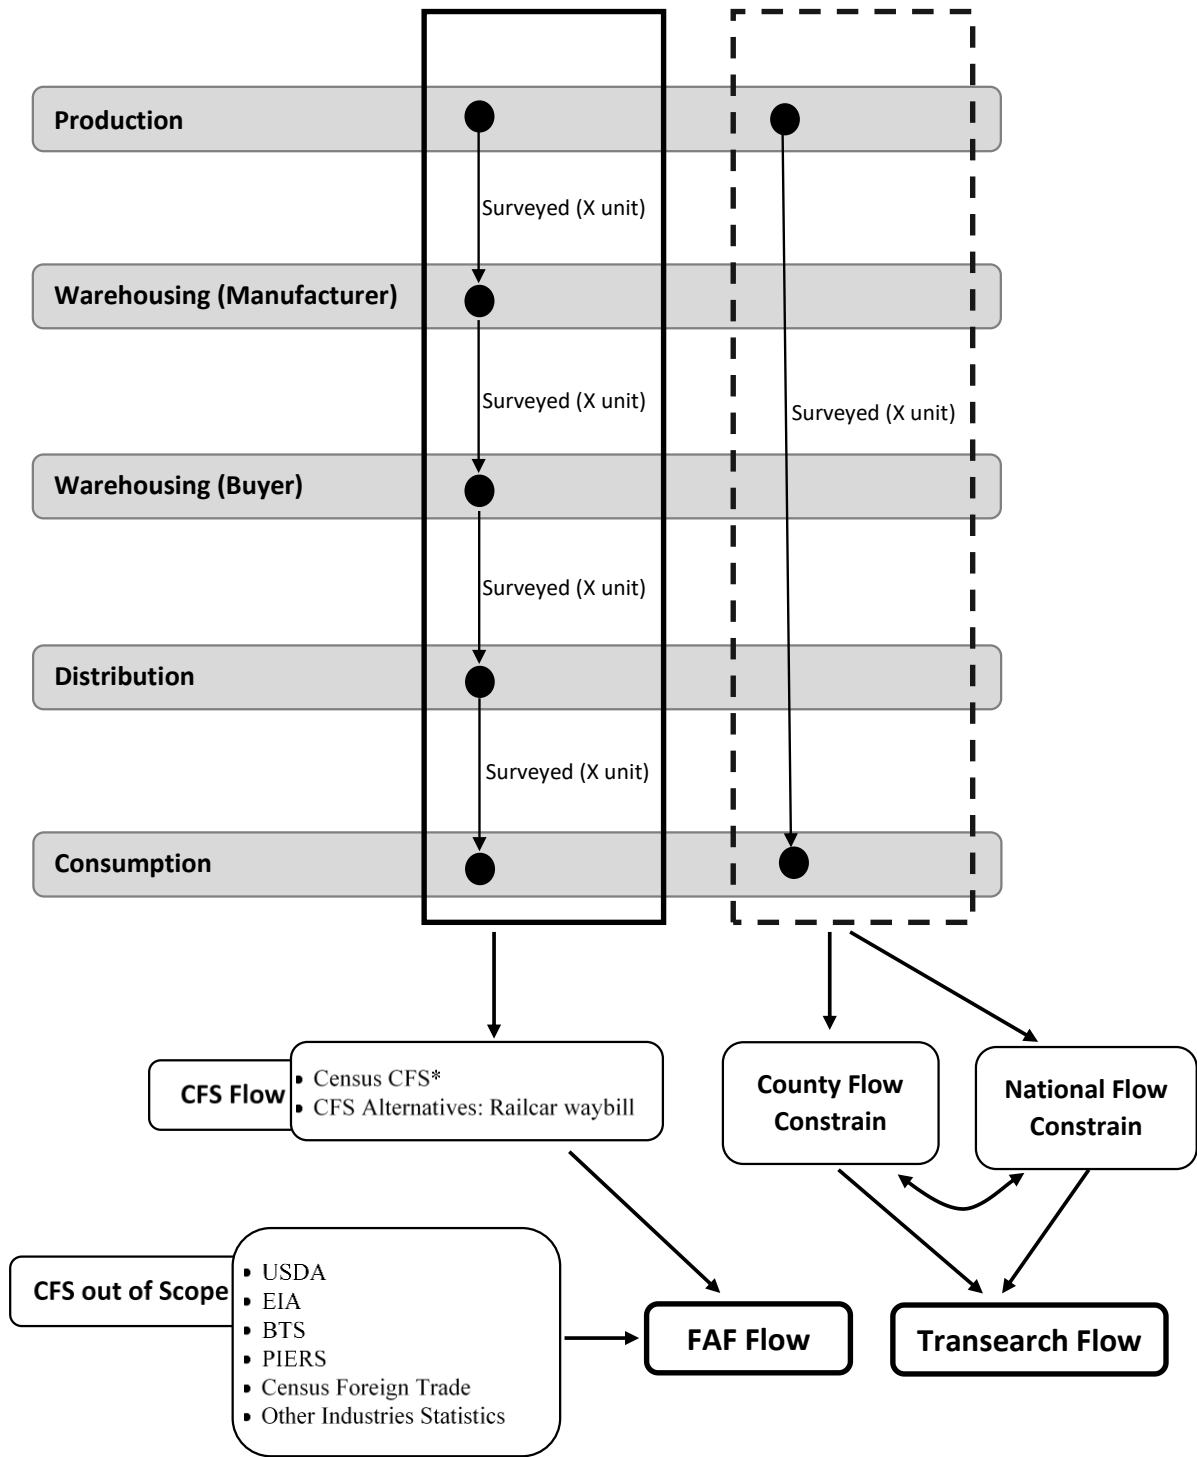 Production
Surveyed (X unit)
Warehousing (Manufacturer)
Surveyed (X unit)
Surveyed (X unit)
Warehousing (Buyer)
Surveyed (X unit)
Distribution
Surveyed (X unit)
Consumption
CFS Flow
• Census CFS*
• CFS Alternatives: Railcar waybill
County Flow
Constrain
National Flow
Constrain
CFS out of Scope
• USDA
• EIA
• BTS
• PIERS
• Census Foreign Trade
• Other Industries Statistics
FAF Flow
Transearch Flow